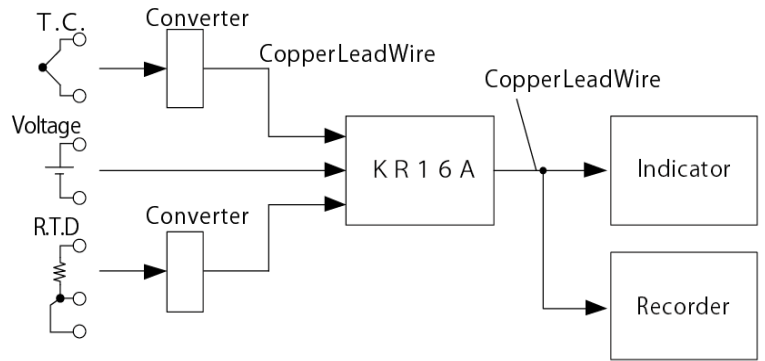 T.C.
Converter
CopperLeadWire
CopperLeadWire
Voltage
KR16A
Indicator
R.T.D
Converter
Recorder